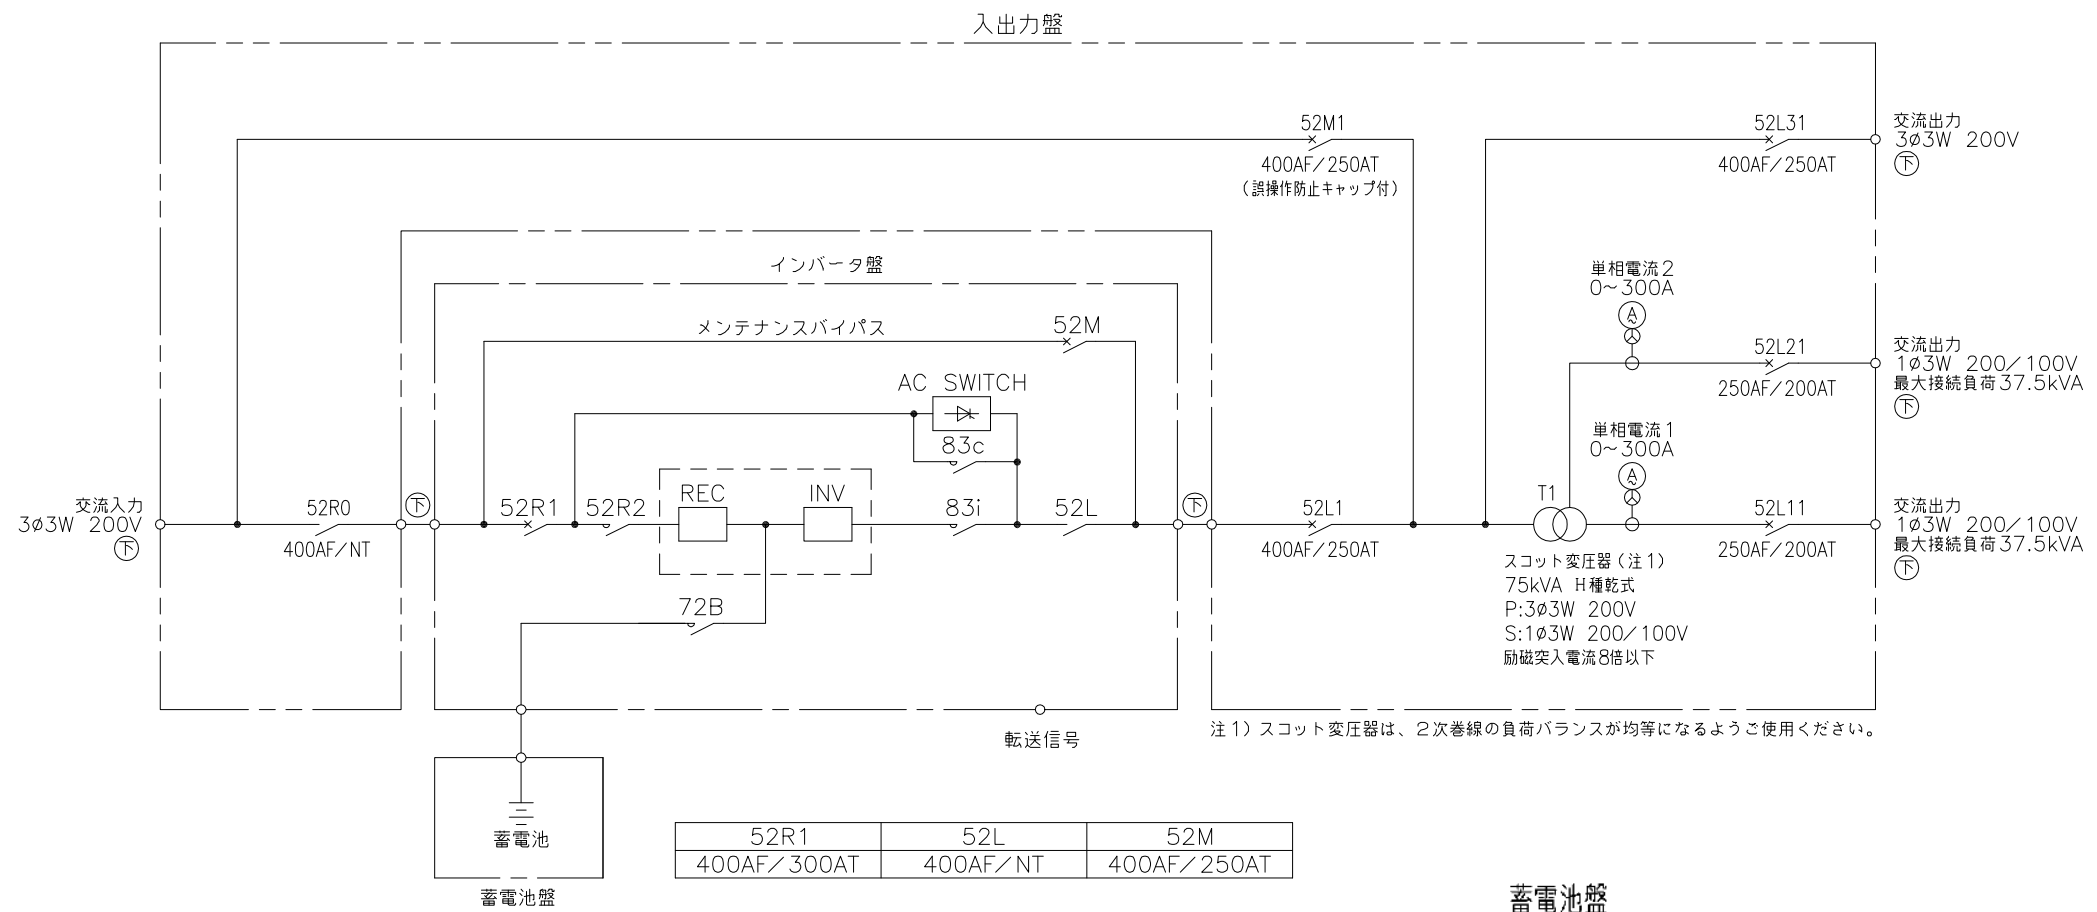 入出力盤
52M1
400AF/250AT
(誤操作防止キャップ付)
52L31
400AF/250AT
交流出力
3φ3W 200V
下
インバータ盤
メンテナンスバイパス
52M
AC SWITCH
83c
単相電流2
0~300A
A
52L21
250AF/200AT
交流出力
1φ3W 200/100V
最大接続負荷37.5kVA
下
単相電流1
0~300A
A
交流入力
3φ3W 200V
下
52R0
400AF/NT
下
52R1
52R2
REC
INV
83i
52L
下
52L1
400AF/250AT
T1
52L11
250AF/200AT
交流出力
1φ3W 200/100V
最大接続負荷37.5kVA
下
スコット変圧器(注1)
75kVA H種乾式
P:3φ3W 200V
S:1φ3W 200/100V
励磁突入電流8倍以下
72B
転送信号
注1)スコット変圧器は、2次巻線の負荷バランスが均等になるようご使用ください。
蓄電池
蓄電池盤
52R1 52L 52M
400AF/300AT 400AF/NT 400AF/250AT
蓄電池盤